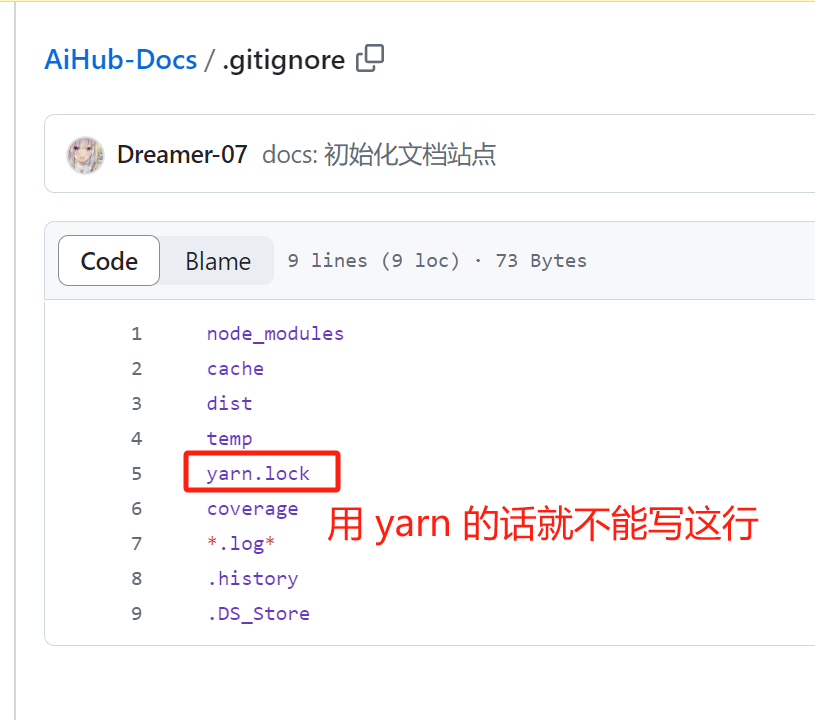 AiHub-Docs / .gitignore
Dreamer-07 docs: 初始化文档站点
Code Blame 9 lines (9 loc) · 73 Bytes
1 node_modules
2 cache
3 dist
4 temp
5 yarn.lock
6 coverage
用 yarn 的话就不能写这行
7 *.log*
8 .history
9 .DS_Store